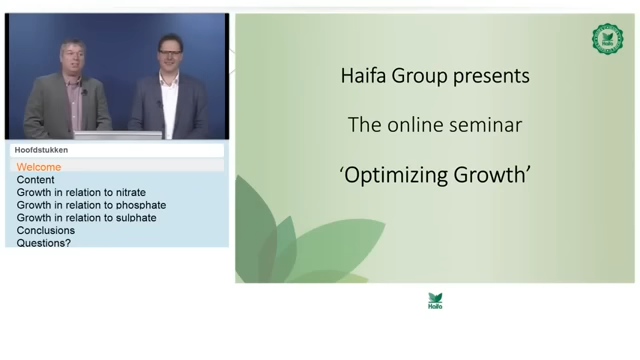 Hoofdstukken
Welcome
Content
Growth in relation to nitrate
Growth in relation to phosphate
Growth in relation to sulphate
Conclusions
Questions?
Haifa
Haifa Group presents
The online seminar
‘Optimizing Growth’
Haifa